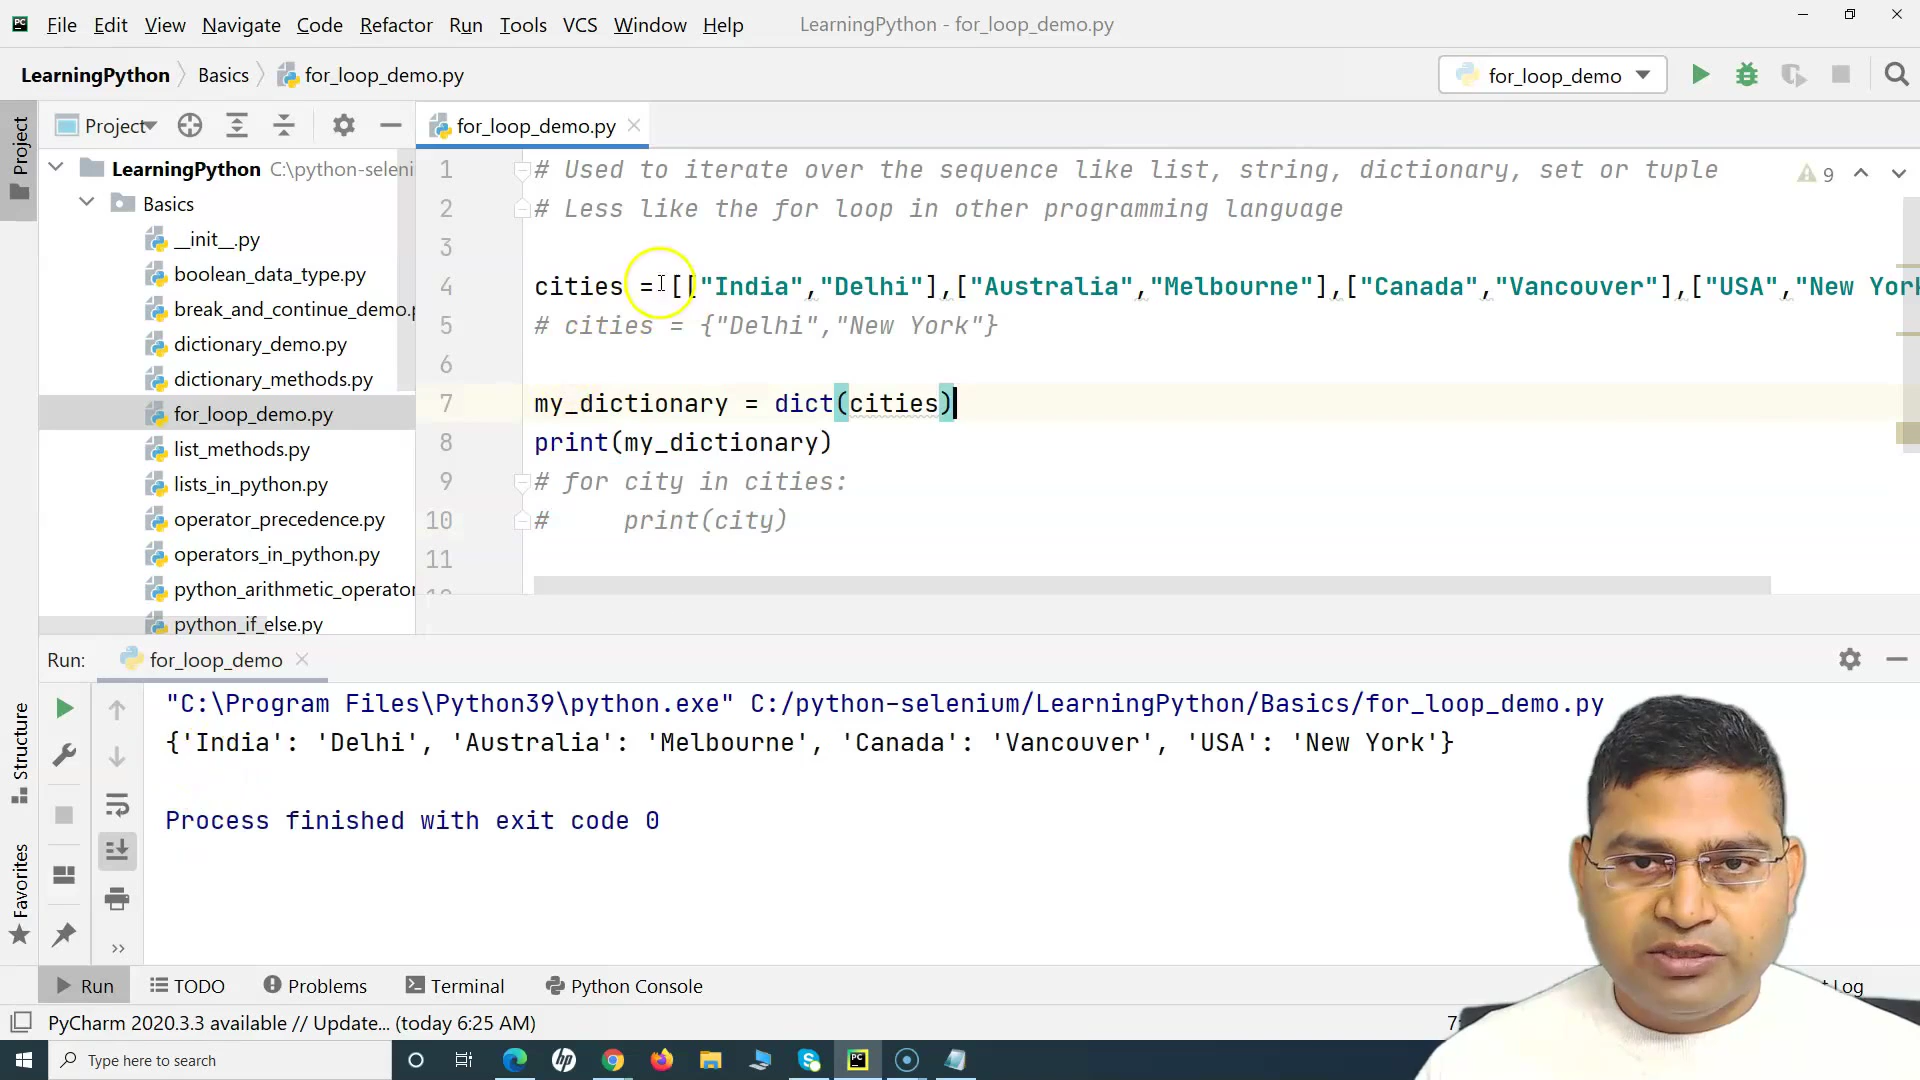 File Edit View Navigate Code Refactor Run Tools VCS Window Help LearningPython - for_loop_demo.py
LearningPython Basics for_loop_demo.py for_loop_demo
Project
Project
for_loop_demo.py
LearningPython C:\python-seleni
Basics
__init__.py
boolean_data_type.py
break_and_continue_demo.p
dictionary_demo.py
dictionary_methods.py
for_loop_demo.py
list_methods.py
lists_in_python.py
operator_precedence.py
operators_in_python.py
python_arithmetic_operator
python_if_else.py
1 # Used to iterate over the sequence like list, string, dictionary, set or tuple
9
2 # Less like the for loop in other programming language
3
4 cities = [["India","Delhi"],["Australia","Melbourne"],["Canada","Vancouver"],["USA","New York
5 # cities = {"Delhi","New York"}
6
7 my_dictionary = dict(cities)
8 print(my_dictionary)
9 # for city in cities:
10 #     print(city)
11
Run: for_loop_demo
"C:\Program Files\Python39\python.exe" C:/python-selenium/LearningPython/Basics/for_loop_demo.py
{'India': 'Delhi', 'Australia': 'Melbourne', 'Canada': 'Vancouver', 'USA': 'New York'}
Process finished with exit code 0
Structure
Favorites
Run TODO Problems Terminal Python Console Log
PyCharm 2020.3.3 available // Update... (today 6:25 AM)
7:
Type here to search